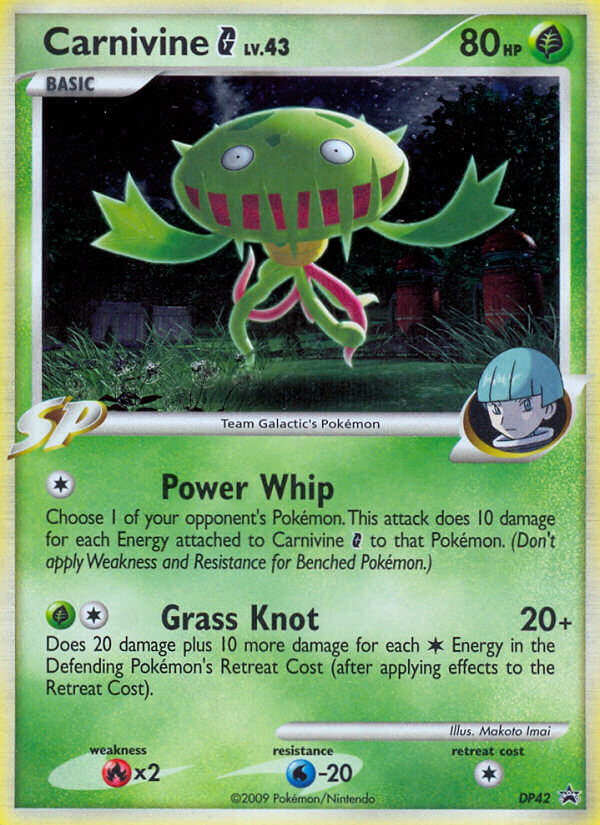 Carnivine G LV.43
80 HP
BASIC
SP
Team Galactic's Pokémon
Power Whip
Choose 1 of your opponent's Pokémon. This attack does 10 damage
for each Energy attached to Carnivine G to that Pokémon. (Don't
apply Weakness and Resistance for Benched Pokémon.)
Grass Knot 20+
Does 20 damage plus 10 more damage for each Energy in the
Defending Pokémon's Retreat Cost (after applying effects to the
Retreat Cost).
Illus. Makoto Imai
weakness resistance retreat cost
x2 -20
©2009 Pokémon/Nintendo DP42